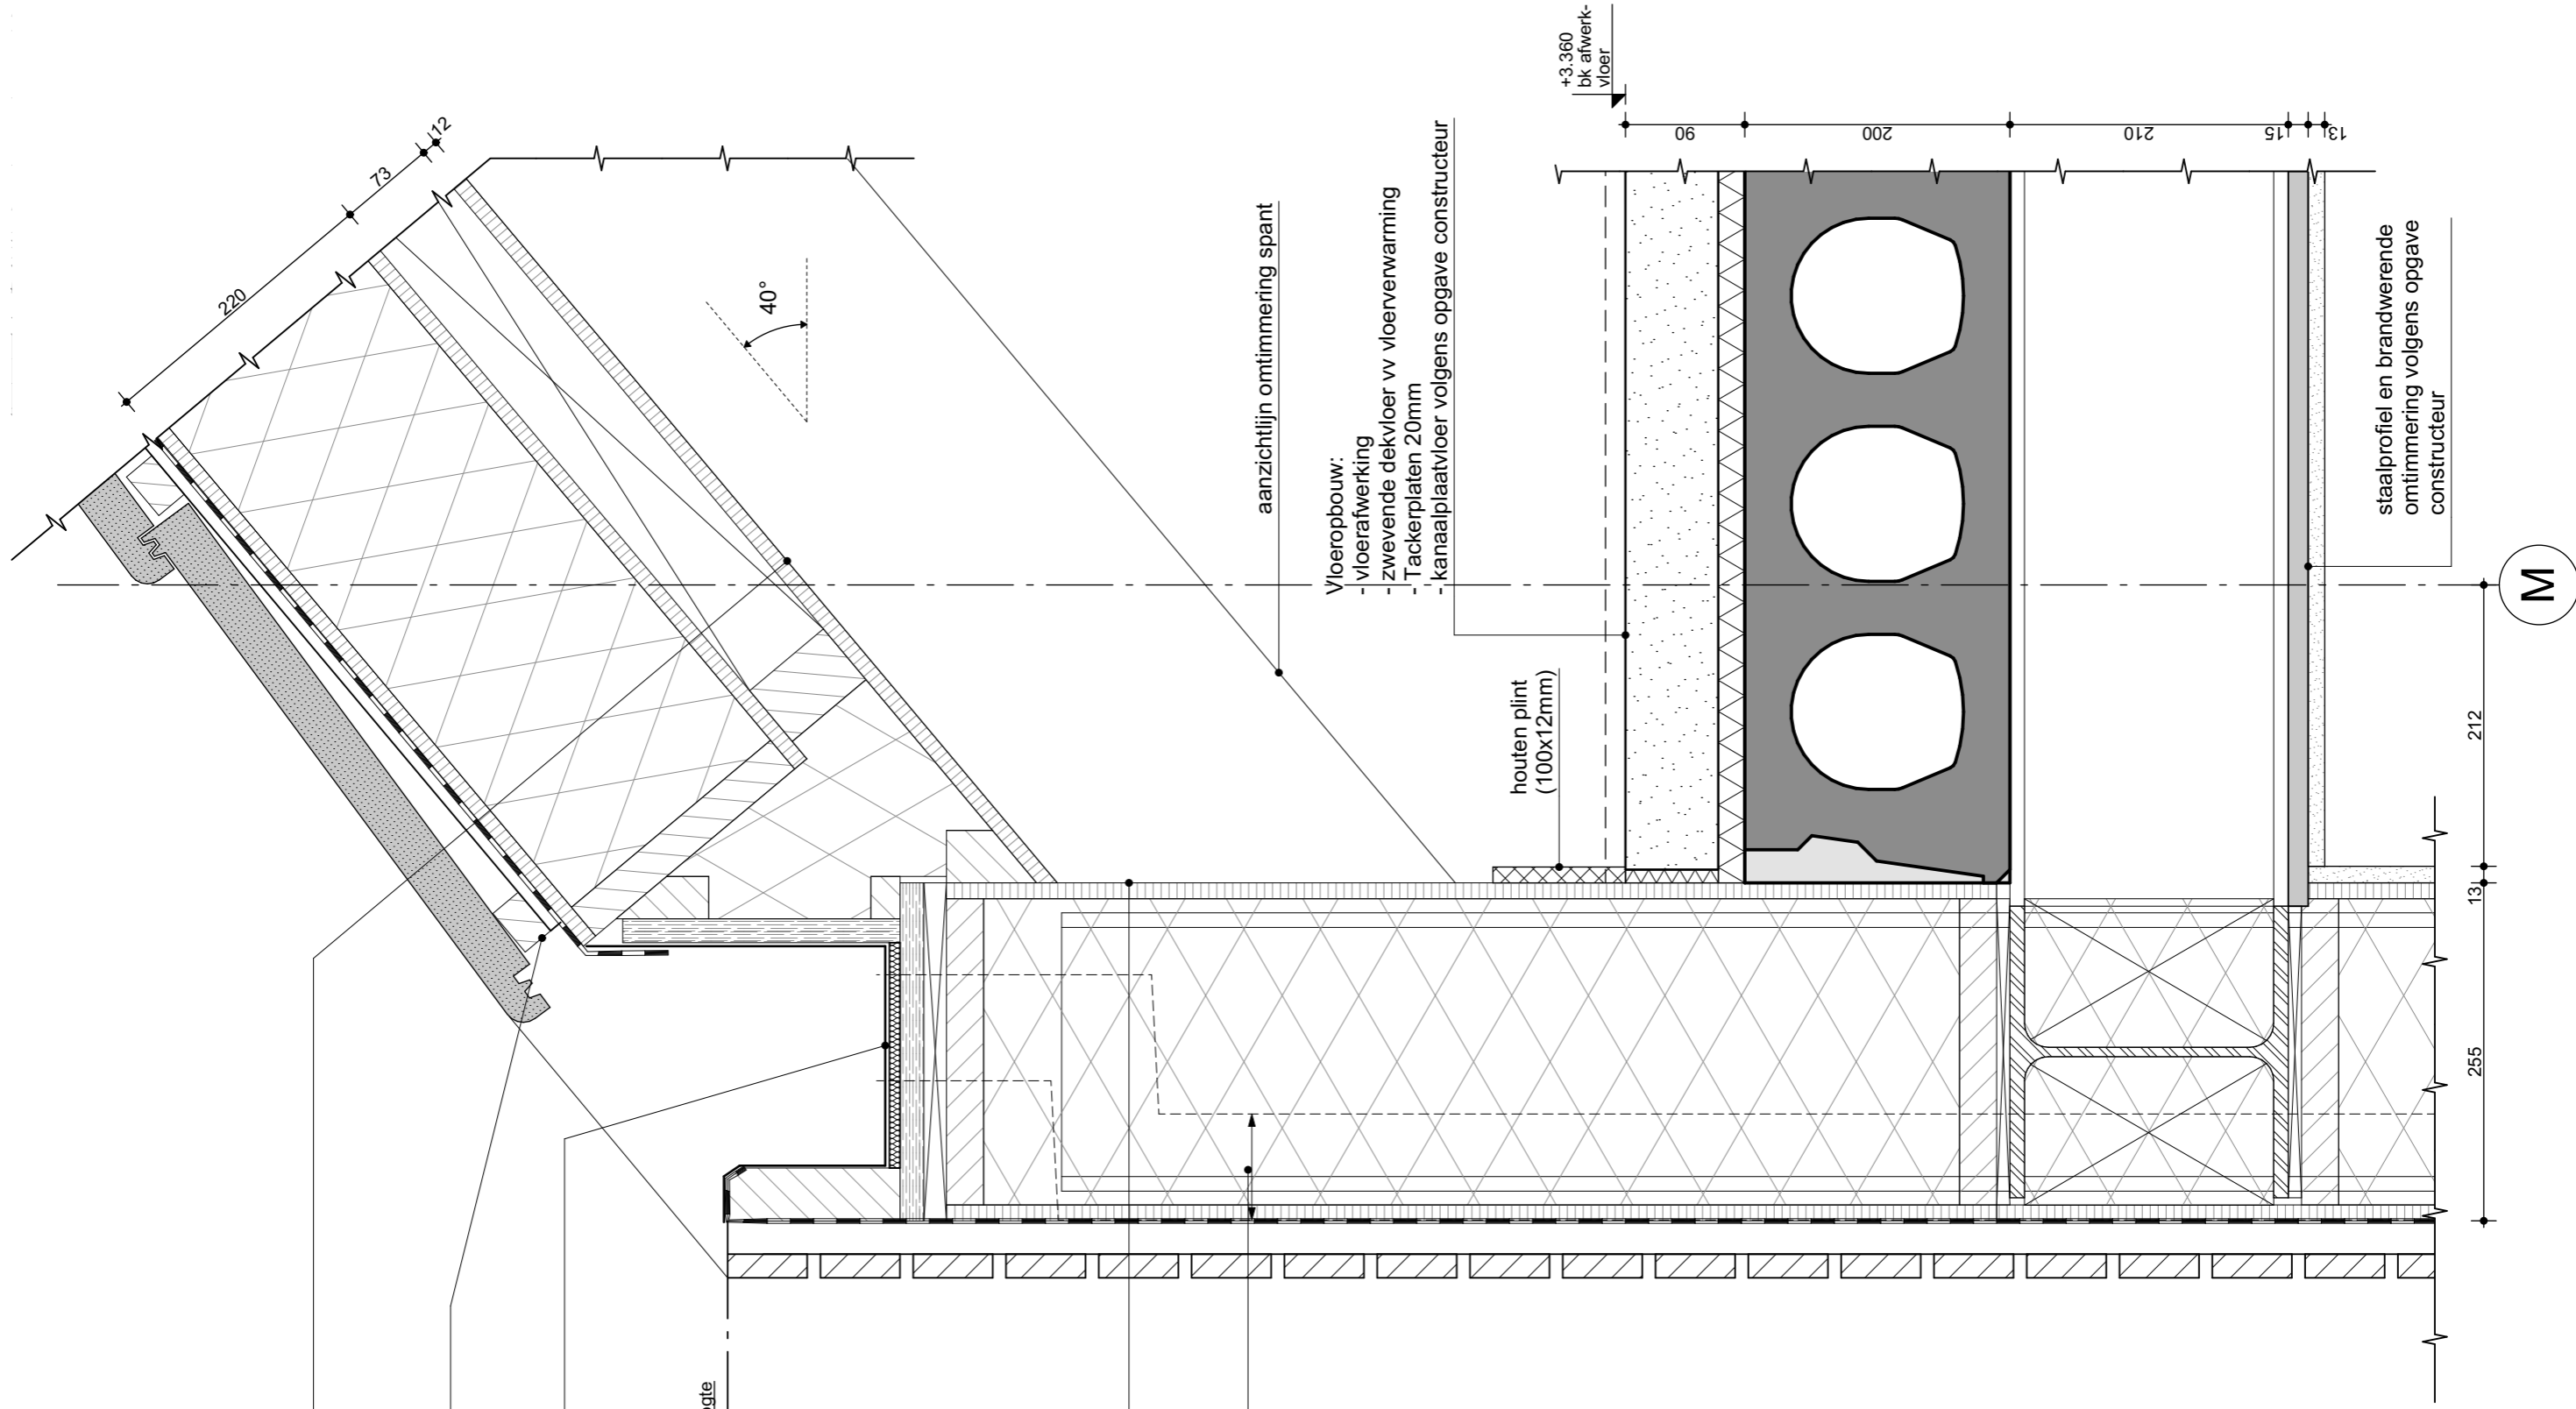 220
73
12
40°
aanzichtlijn omtimmering spant
+3.360
bk afwerk-
vloer
Vloeropbouw:
- vloerafwerking
- zwevende dekvloer vv vloerverwarming
- Tackerplaten 20mm
- kanaalplaatvloer volgens opgave constructeur
houten plint
(100x12mm)
90
200
210
15
13
staalprofiel en brandwerende
omtimmering volgens opgave
constructeur
M
212
13
255
ogte